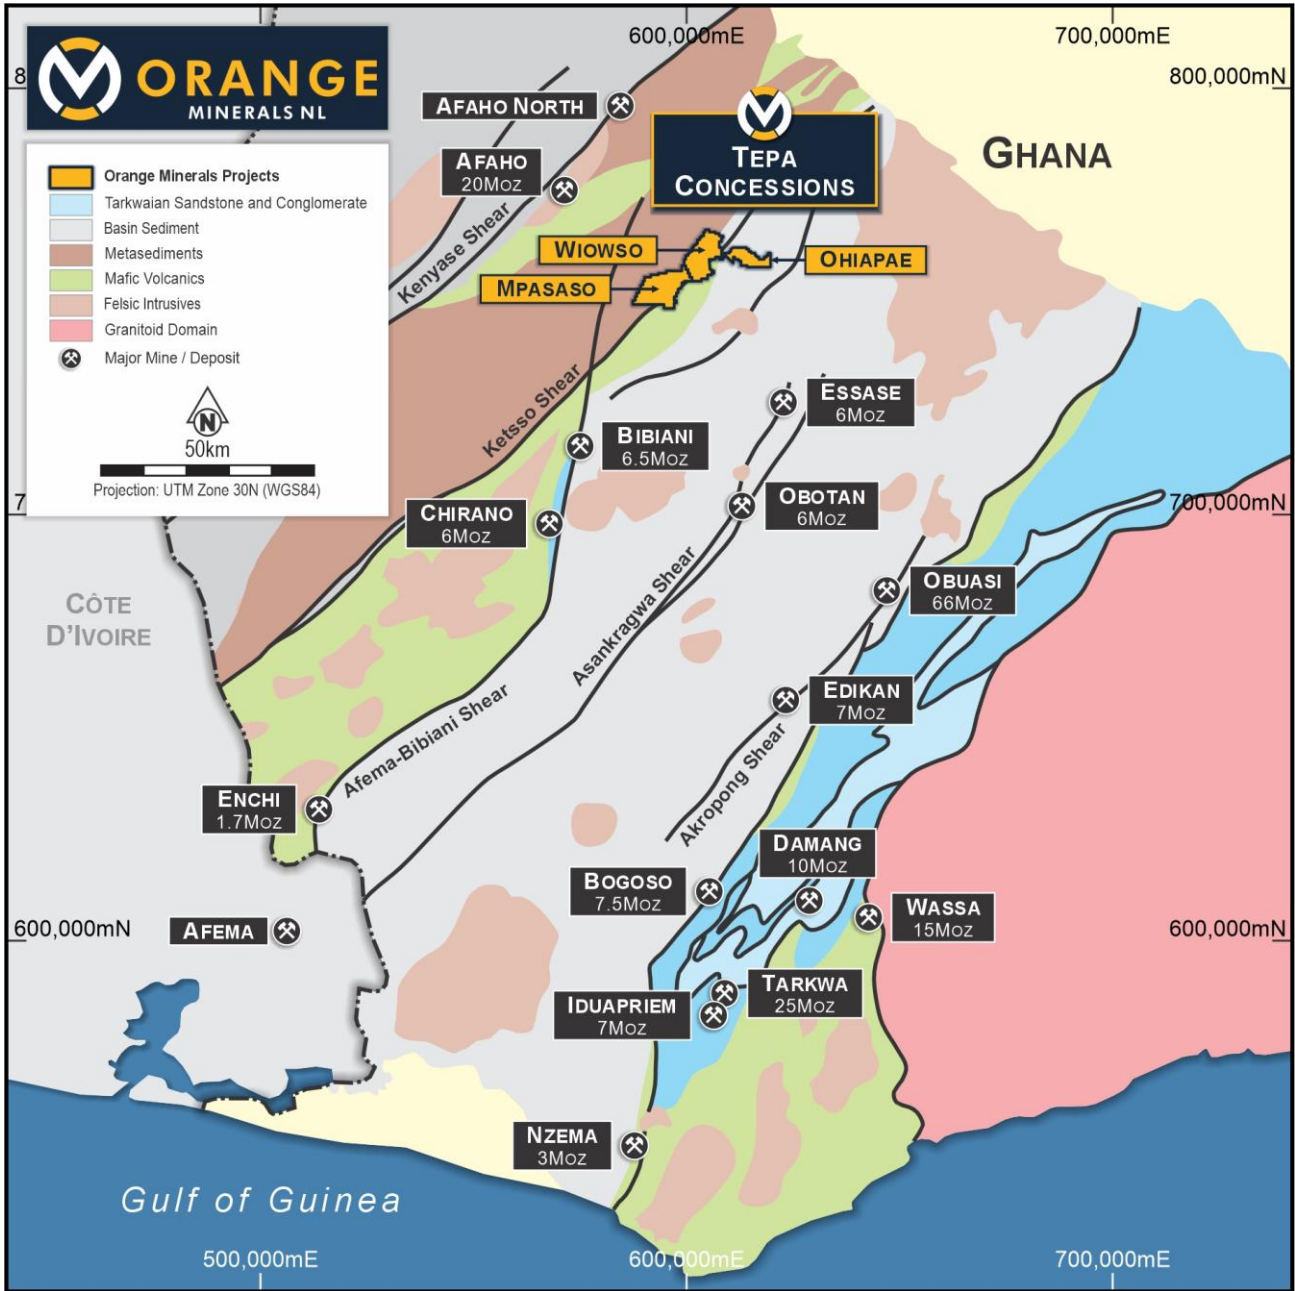 600,000mE
700,000mE
800,000mN
8
ORANGE
MINERALS NL
Orange Minerals Projects
Tarkwaian Sandstone and Conglomerate
Basin Sediment
Metasediments
Mafic Volcanics
Felsic Intrusives
Granitoid Domain
Major Mine / Deposit
N
50km
Projection: UTM Zone 30N (WGS84)
AFAHO NORTH
AFAHO
20MOZ
TEPA
CONCESSIONS
GHANA
Kenyase Shear
WIOWSO
OHIAPAE
MPASASO
Ketsso Shear
ESSASE
6MOZ
BIBIANI
6.5MOZ
OBOTAN
6MOZ
CHIRANO
6MOZ
7
700,000mN
CÔTE
D'IVOIRE
OBUASI
66MOZ
Asankragwa Shear
EDIKAN
7MOZ
Afema-Bibiani Shear
Akropong Shear
ENCHI
1.7MOZ
DAMANG
10MOZ
BOGOSO
7.5MOZ
WASSA
15MOZ
600,000mN
AFEMA
600,000mN
TARKWA
25MOZ
IDUAPRIEM
7MOZ
NZEMA
3MOZ
Gulf of Guinea
500,000mE
600,000mE
700,000mE